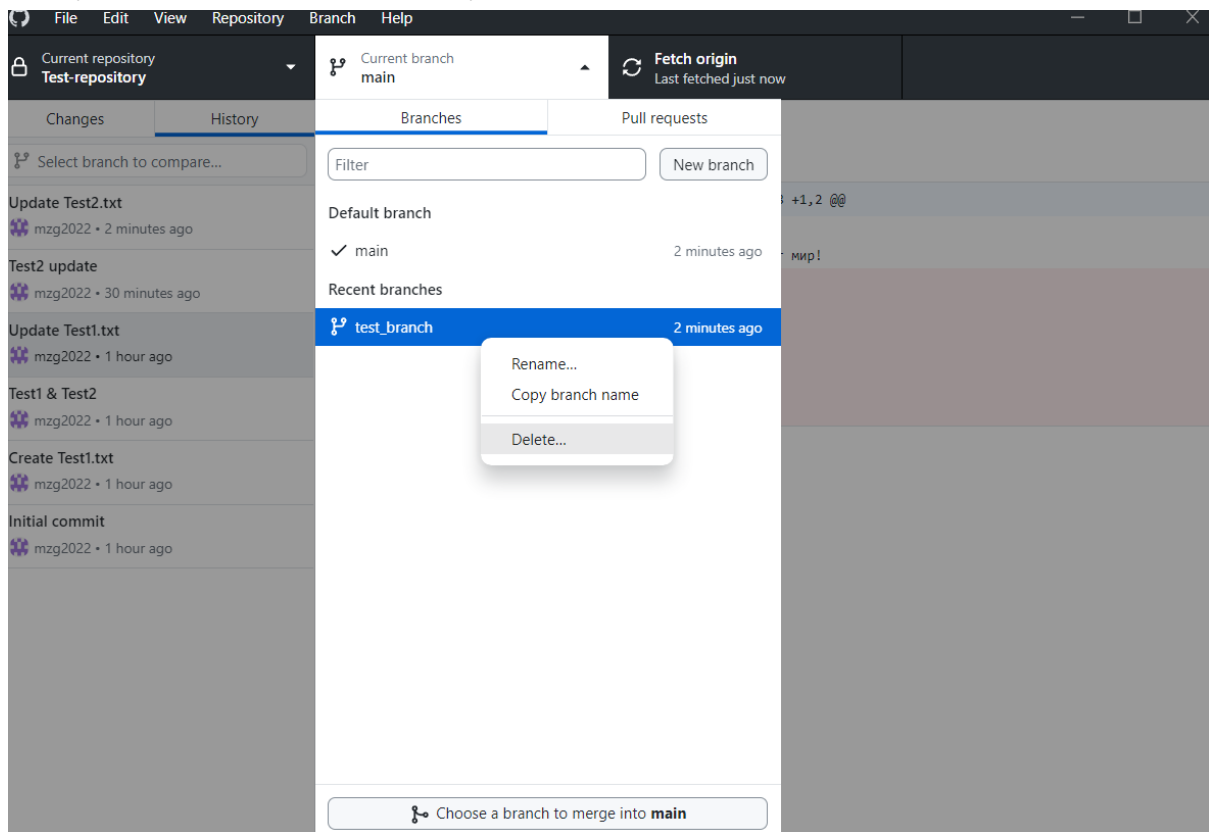 File Edit View Repository Branch Help
Current repository
Test-repository
Current branch
main
Fetch origin
Last fetched just now
Changes History
Select branch to compare...
Update Test2.txt
mzg2022 • 2 minutes ago
Test2 update
mzg2022 • 30 minutes ago
Update Test1.txt
mzg2022 • 1 hour ago
Test1 & Test2
mzg2022 • 1 hour ago
Create Test1.txt
mzg2022 • 1 hour ago
Initial commit
mzg2022 • 1 hour ago
Branches Pull requests
Filter New branch
Default branch
main 2 minutes ago
Recent branches
test_branch 2 minutes ago
Rename...
Copy branch name
Delete...
Choose a branch to merge into main
+1,2 @@
мир!